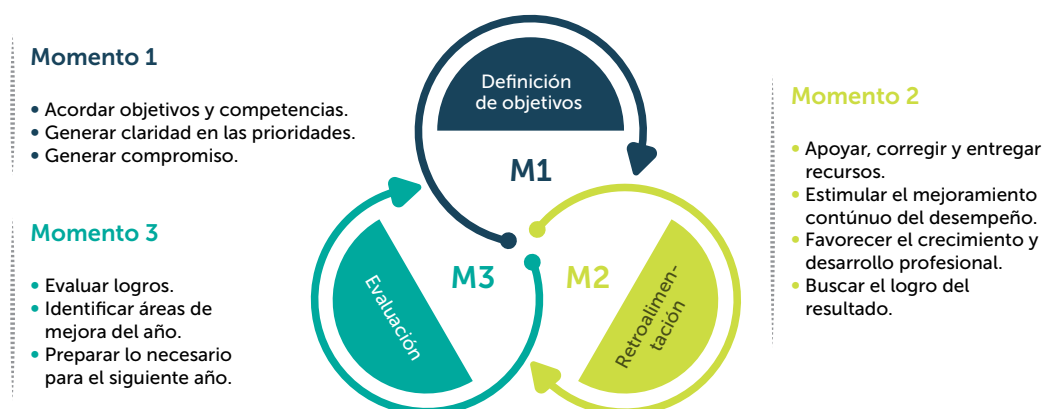 Momento 1
• Acordar objetivos y competencias.
• Generar claridad en las prioridades.
• Generar compromiso.
Definición
de objetivos
M1
Momento 2
• Apoyar, corregir y entregar
recursos.
• Estimular el mejoramiento
contúnuo del desempeño.
• Favorecer el crecimiento y
desarrollo profesional.
• Buscar el logro del
resultado.
M2
Retroalimen-
tación
Momento 3
• Evaluar logros.
• Identificar áreas de
mejora del año.
• Preparar lo necesario
para el siguiente año.
M3
Evaluación